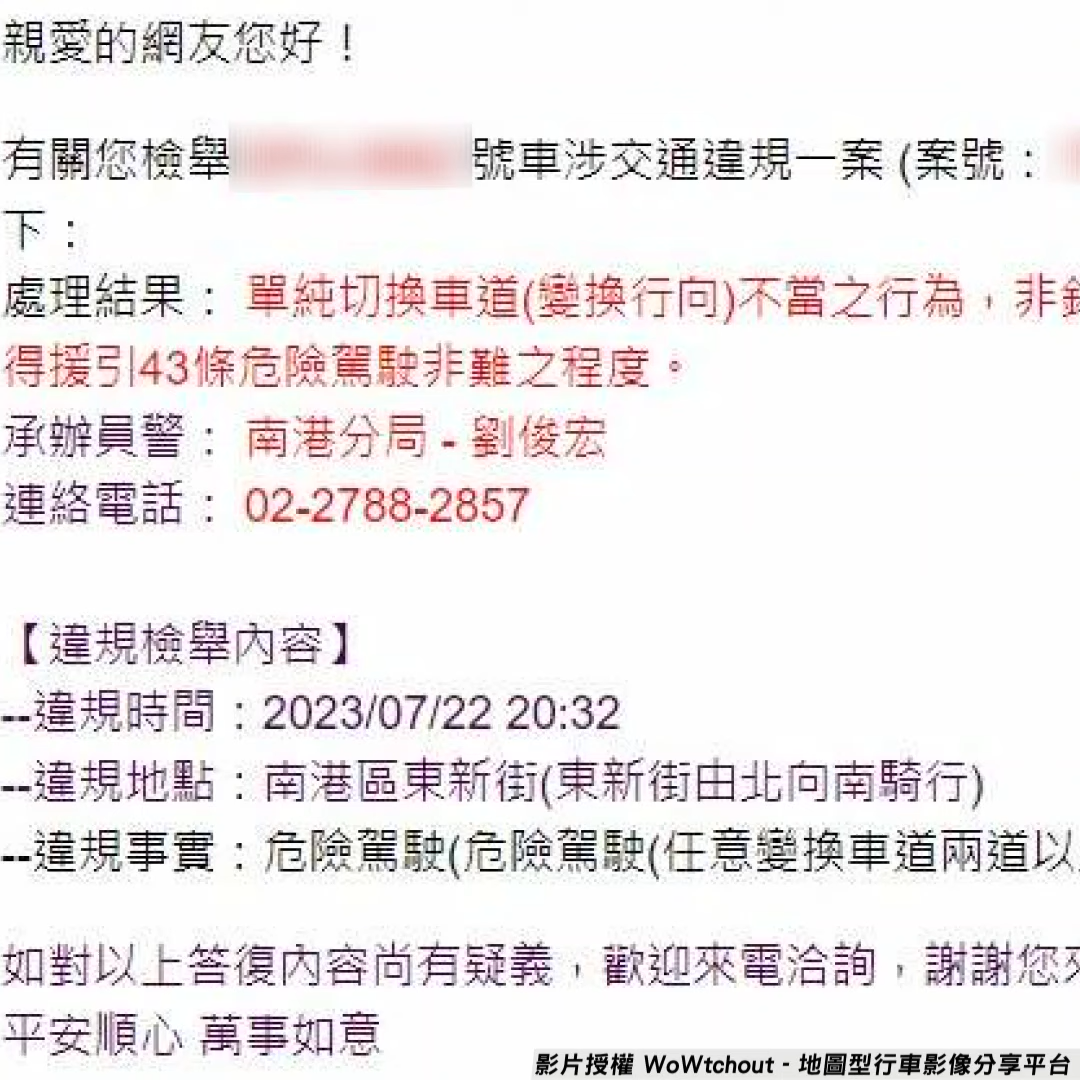 親愛的網友您好！
有關您檢舉
號車涉交通違規一案 (案號：
下：
處理結果： 單純切換車道(變換行向)不當之行為，非
得援引43條危險駕駛非難之程度。
承辦員警： 南港分局 - 劉俊宏
連絡電話： 02-2788-2857
【違規檢舉內容】
--違規時間：2023/07/22 20:32
--違規地點：南港區東新街(東新街由北向南騎行)
--違規事實：危險駕駛(危險駕駛(任意變換車道兩道以
如對以上答復內容尚有疑義，歡迎來電洽詢，謝謝您
平安順心 萬事如意
影片授權 WoWtchout - 地圖型行車影像分享平台